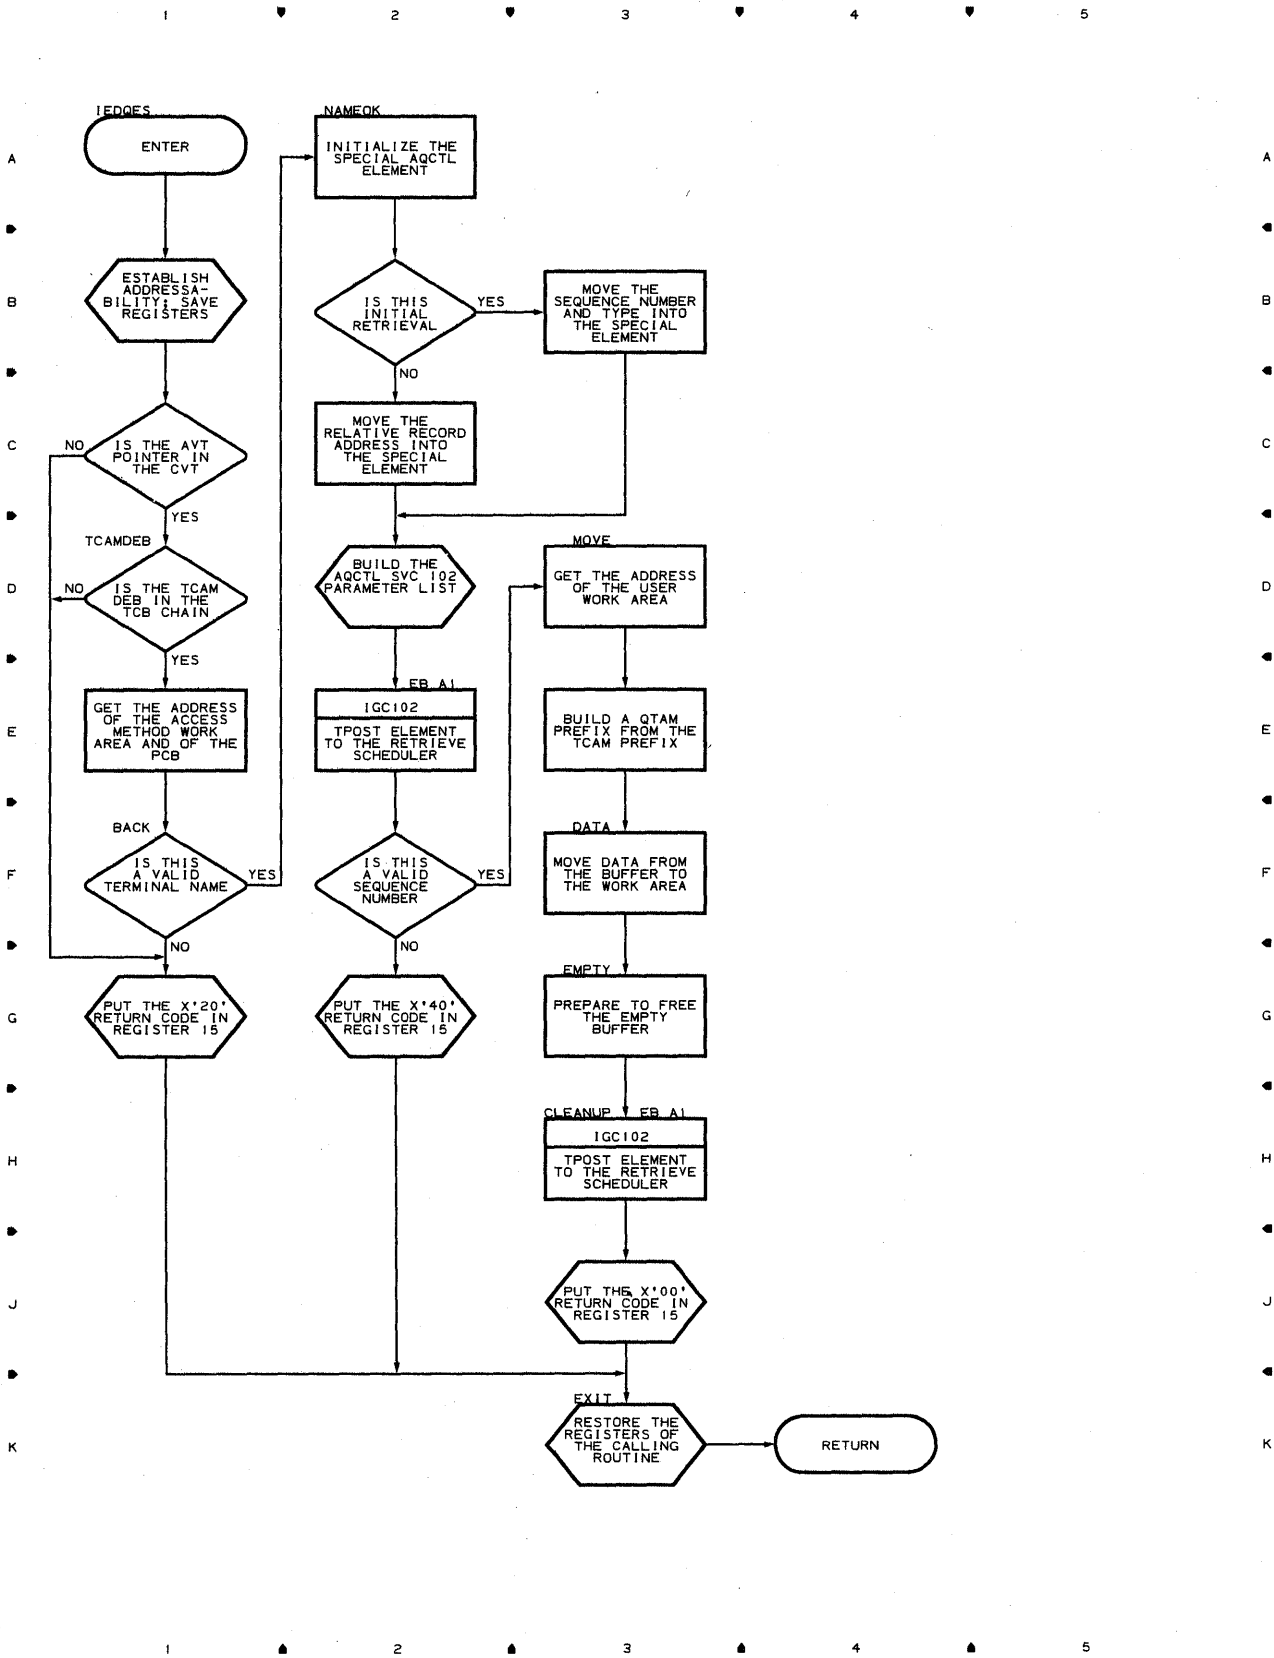 1 2 3 4 5
IEDQES
ENTER
A
ESTABLISH
ADDRESSA-
BILITY; SAVE
REGISTERS
B
NO
IS THE AVT
POINTER IN
THE CVT
C
YES
TCAMDEB
NO
IS THE TCAM
DEB IN THE
TCB CHAIN
D
YES
GET THE ADDRESS
OF THE ACCESS
METHOD WORK
AREA AND OF THE
PCB
E
BACK
IS THIS
A VALID
TERMINAL NAME
YES
F
NO
PUT THE X'20'
RETURN CODE IN
REGISTER 15
G
H
J
K
NAMEOK
INITIALIZE THE
SPECIAL AQCTL
ELEMENT
IS THIS
INITIAL
RETRIEVAL
YES
NO
MOVE THE
RELATIVE RECORD
ADDRESS INTO
THE SPECIAL
ELEMENT
BUILD THE
AQCTL SVC 102
PARAMETER LIST
EB A1
IGC102
TPOST ELEMENT
TO THE RETRIEVE
SCHEDULER
IS THIS
A VALID
SEQUENCE
NUMBER
YES
NO
PUT THE X'40'
RETURN CODE IN
REGISTER 15
MOVE THE
SEQUENCE NUMBER
AND TYPE INTO
THE SPECIAL
ELEMENT
MOVE
GET THE ADDRESS
OF THE USER
WORK AREA
BUILD A QTAM
PREFIX FROM THE
TCAM PREFIX
DATA
MOVE DATA FROM
THE BUFFER TO
THE WORK AREA
EMPTY
PREPARE TO FREE
THE EMPTY
BUFFER
CLEANUP EB A1
IGC102
TPOST ELEMENT
TO THE RETRIEVE
SCHEDULER
PUT THE X'00'
RETURN CODE IN
REGISTER 15
EXIT
RESTORE THE
REGISTERS OF
THE CALLING
ROUTINE
RETURN
A
B
C
D
E
F
G
H
J
K
1 2 3 4 5